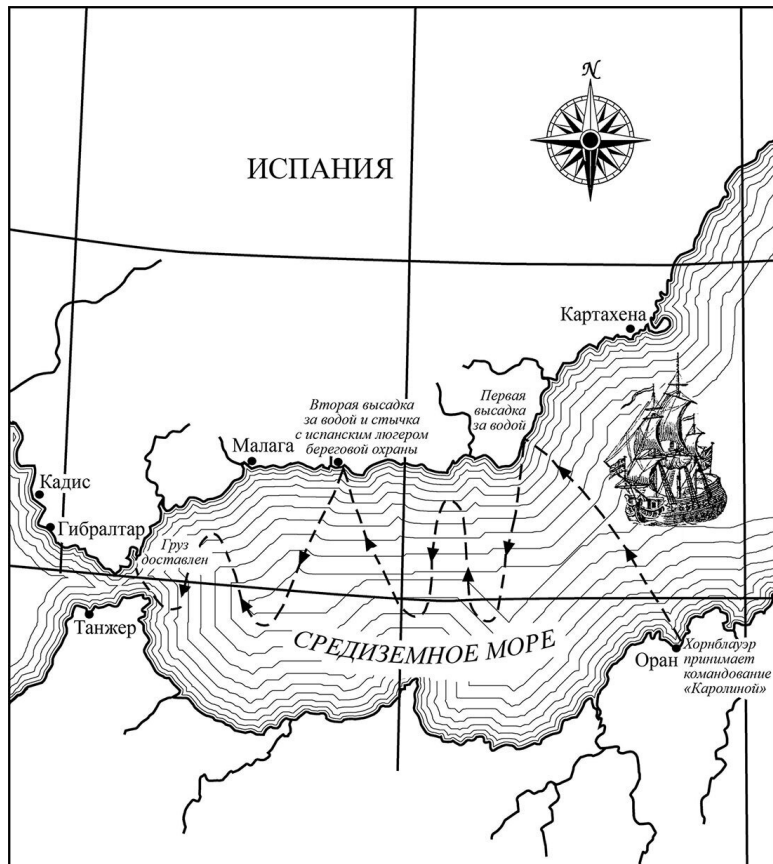 N
ИСПАНИЯ
Картахена
Первая
высадка
за водой
Вторая высадка
за водой и стычка
с испанским люгером
береговой охраны
Малага
Кадис
Гибралтар
Груз
доставлен
Танжер
СРЕДИЗЕМНОЕ МОРЕ
Оран
Хорнблауэр
принимает
командование
«Каролиной»